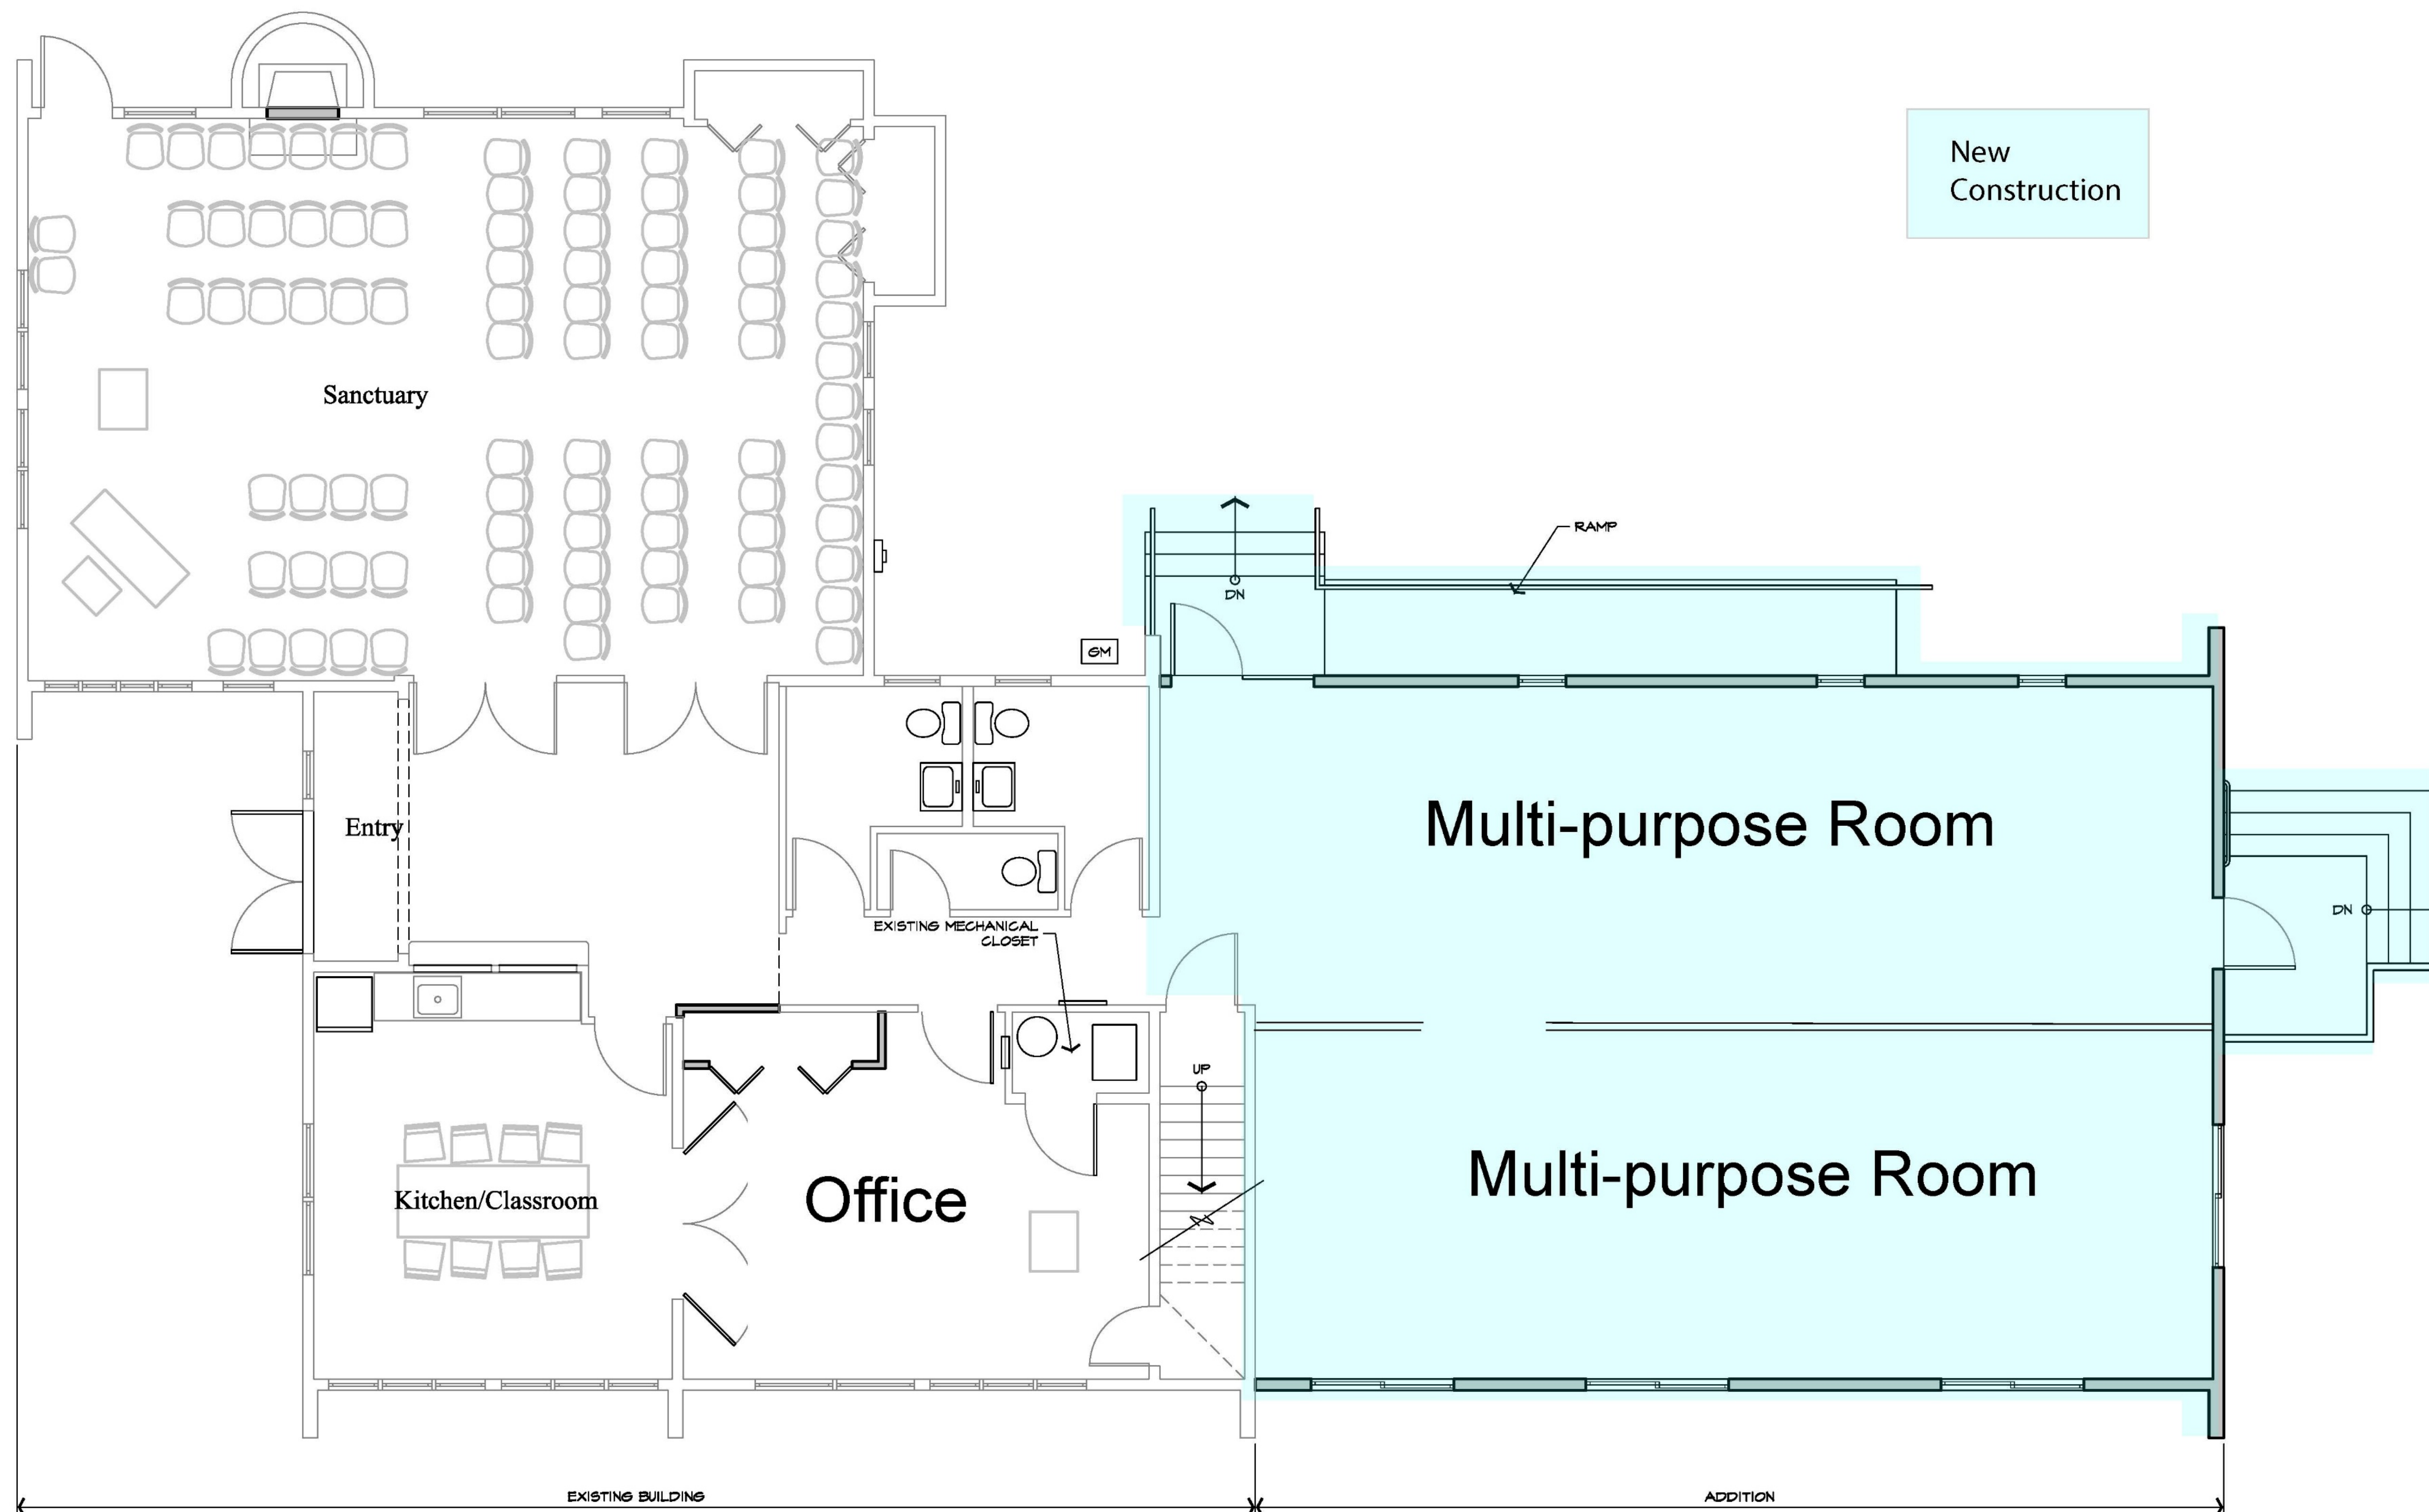 New
Construction
Sanctuary
RAMP
DN
GM
Multi-purpose Room
Entry
EXISTING MECHANICAL
CLOSET
DN
UP
Multi-purpose Room
Office
Kitchen/Classroom
EXISTING BUILDING
ADDITION